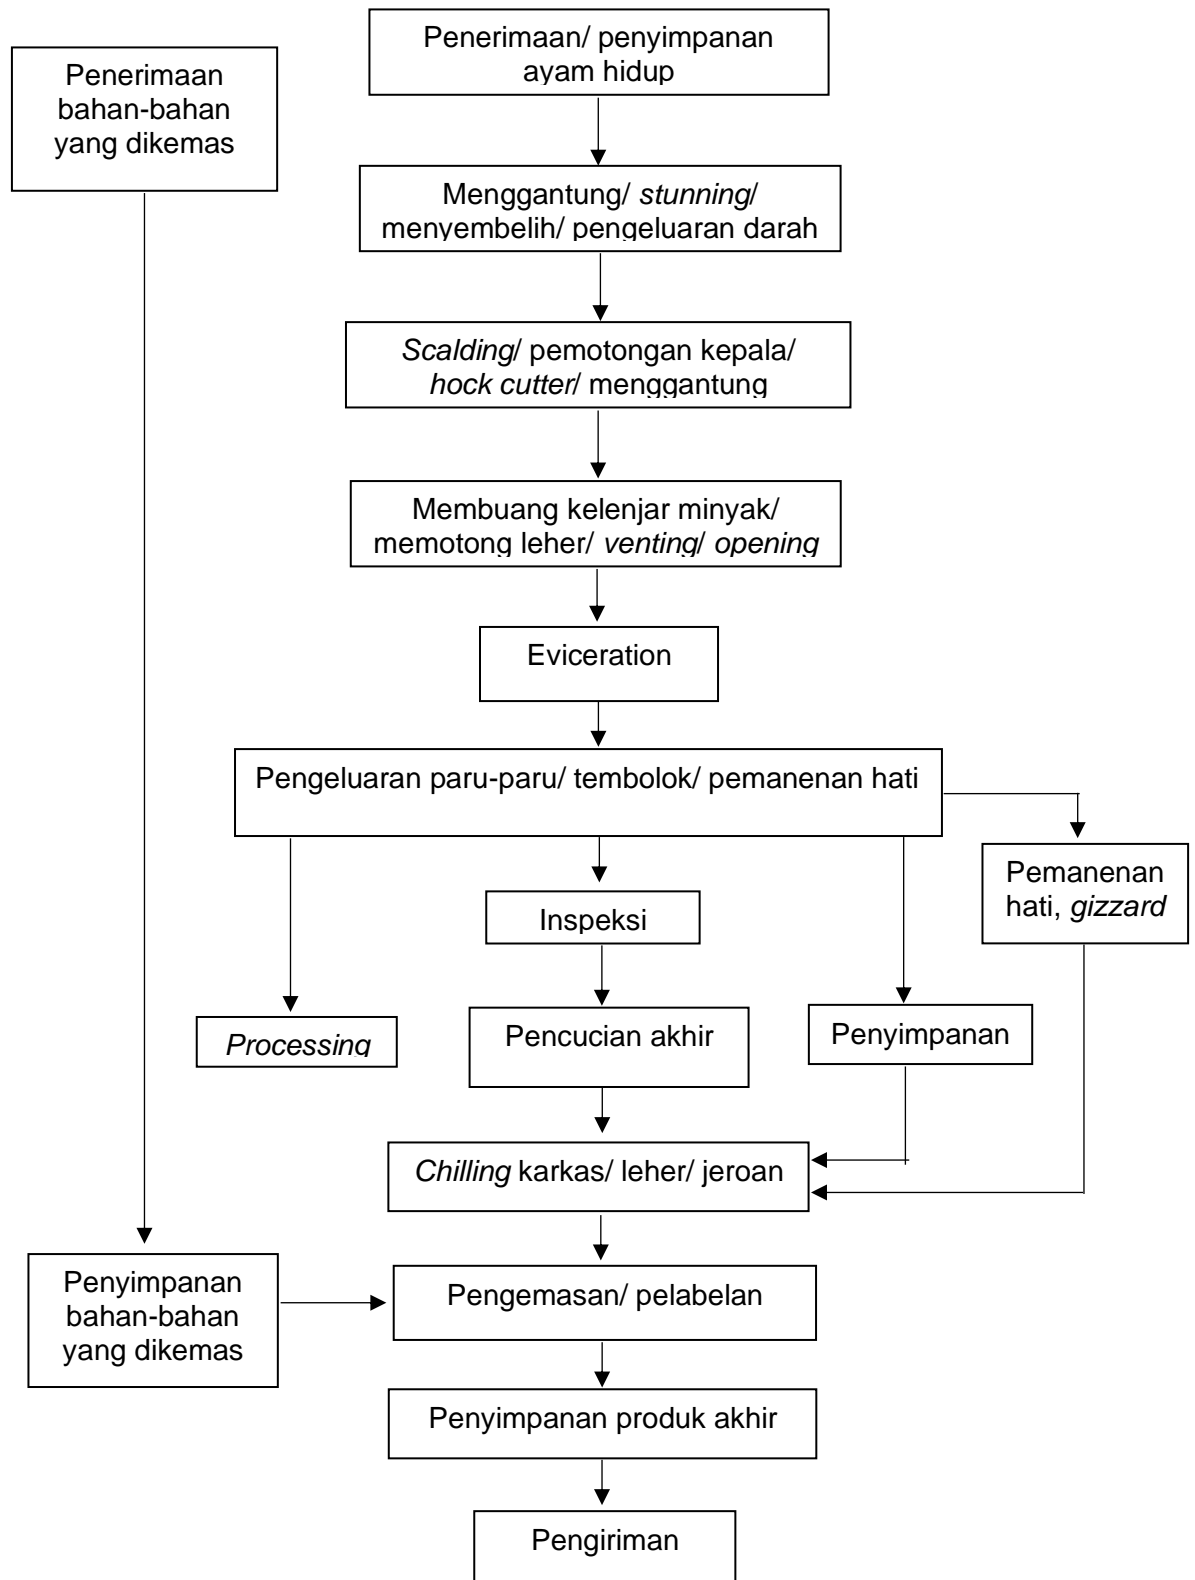 Penerimaan/ penyimpanan
ayam hidup
Penerimaan
bahan-bahan
yang dikemas
Menggantung/ stunning/
menyembelih/ pengeluaran darah
Scalding/ pemotongan kepala/
hock cutter/ menggantung
Membuang kelenjar minyak/
memotong leher/ venting/ opening
Eviceration
Pengeluaran paru-paru/ tembolok/ pemanenan hati
Pemanenan
hati, gizzard
Inspeksi
Processing
Pencucian akhir
Penyimpanan
Chilling karkas/ leher/ jeroan
Penyimpanan
bahan-bahan
yang dikemas
Pengemasan/ pelabelan
Penyimpanan produk akhir
Pengiriman